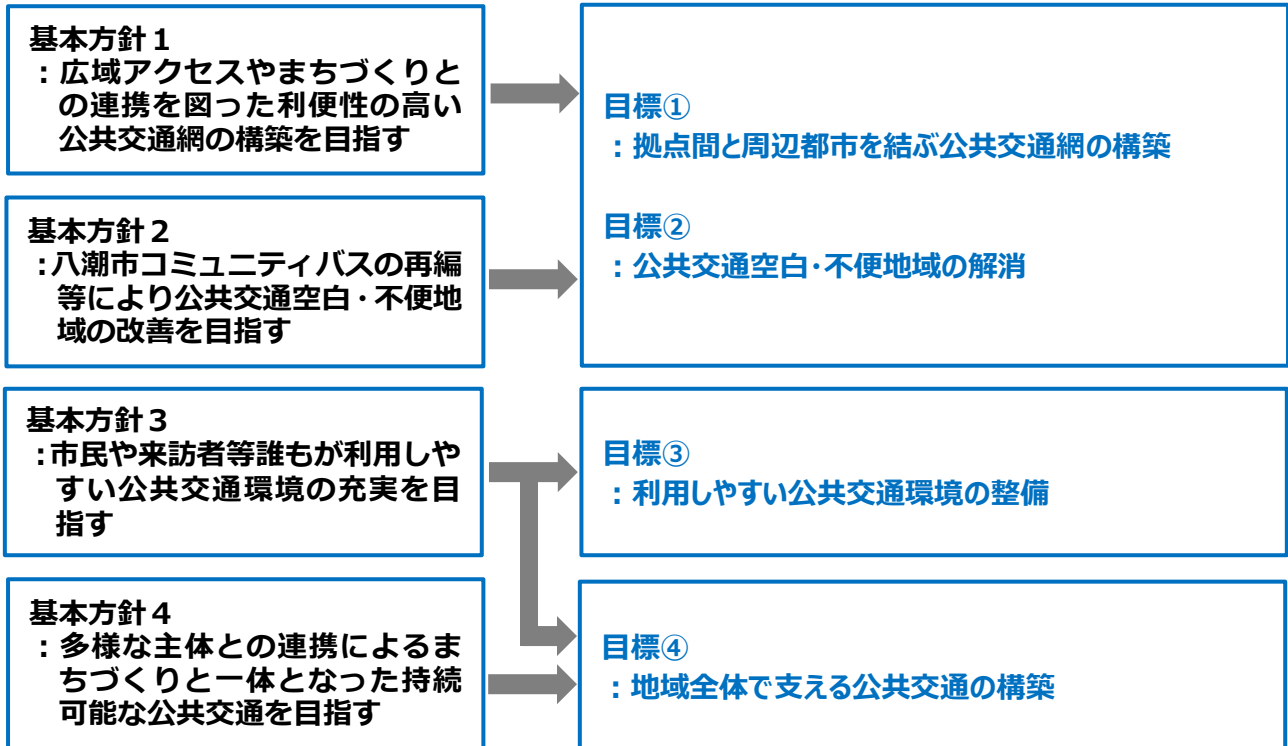 基本方針１
：広域アクセスやまちづくりと
の連携を図った利便性の高い
公共交通網の構築を目指す
基本方針２
：八潮市コミュニティバスの再編
等により公共交通空白・不便地
域の改善を目指す
目標①
：拠点間と周辺都市を結ぶ公共交通網の構築
目標②
：公共交通空白・不便地域の解消
基本方針３
：市民や来訪者等誰もが利用しや
すい公共交通環境の充実を目
指す
目標③
：利用しやすい公共交通環境の整備
基本方針４
：多様な主体との連携によるま
ちづくりと一体となった持続
可能な公共交通を目指す
目標④
：地域全体で支える公共交通の構築